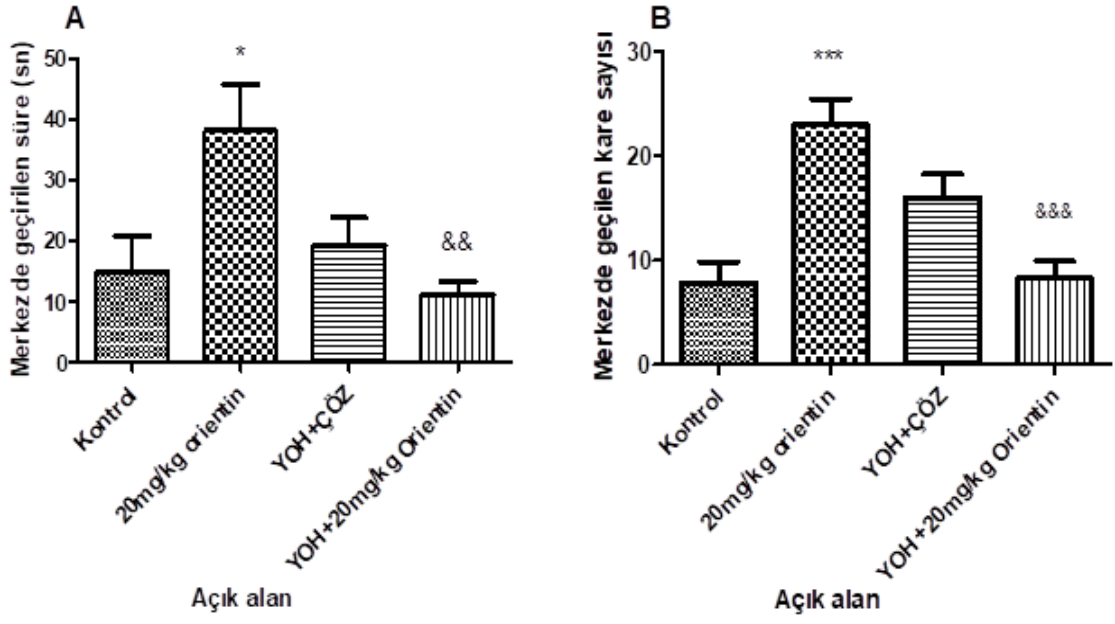 A
Merkezde geçirilen süre (sn)
50
40
30
20
10
0
*
&&
Kontrol
20mg/kg orientin
YOH+ÇÖZ
YOH+20mg/kg Orientin
Açık alan
B
Merkezde geçilen kare sayısı
30
20
10
0
***
&&&
Kontrol
20mg/kg orientin
YOH+ÇÖZ
YOH+20mg/kg Orientin
Açık alan